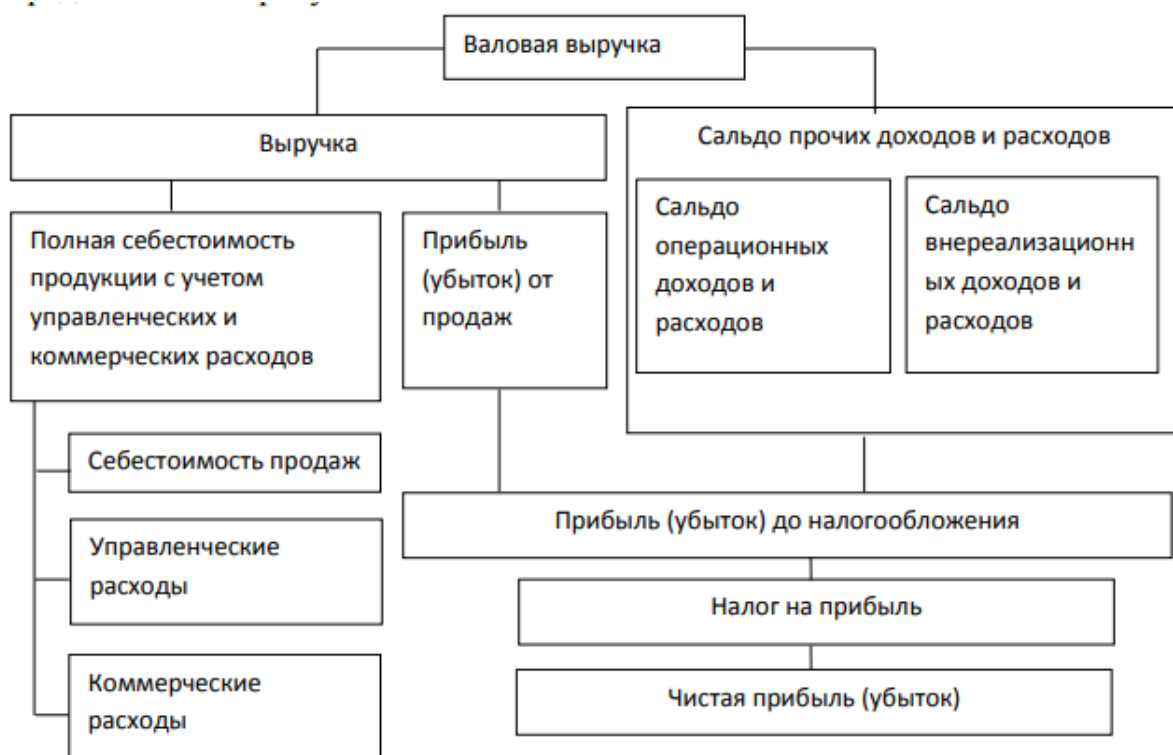 Валовая выручка
Выручка
Сальдо прочих доходов и расходов
Полная себестоимость
продукции с учетом
управленческих и
коммерческих расходов
Прибыль
(убыток) от
продаж
Сальдо
операционных
доходов и
расходов
Сальдо
внереализационн
ых доходов и
расходов
Себестоимость продаж
Управленческие
расходы
Коммерческие
расходы
Прибыль (убыток) до налогообложения
Налог на прибыль
Чистая прибыль (убыток)